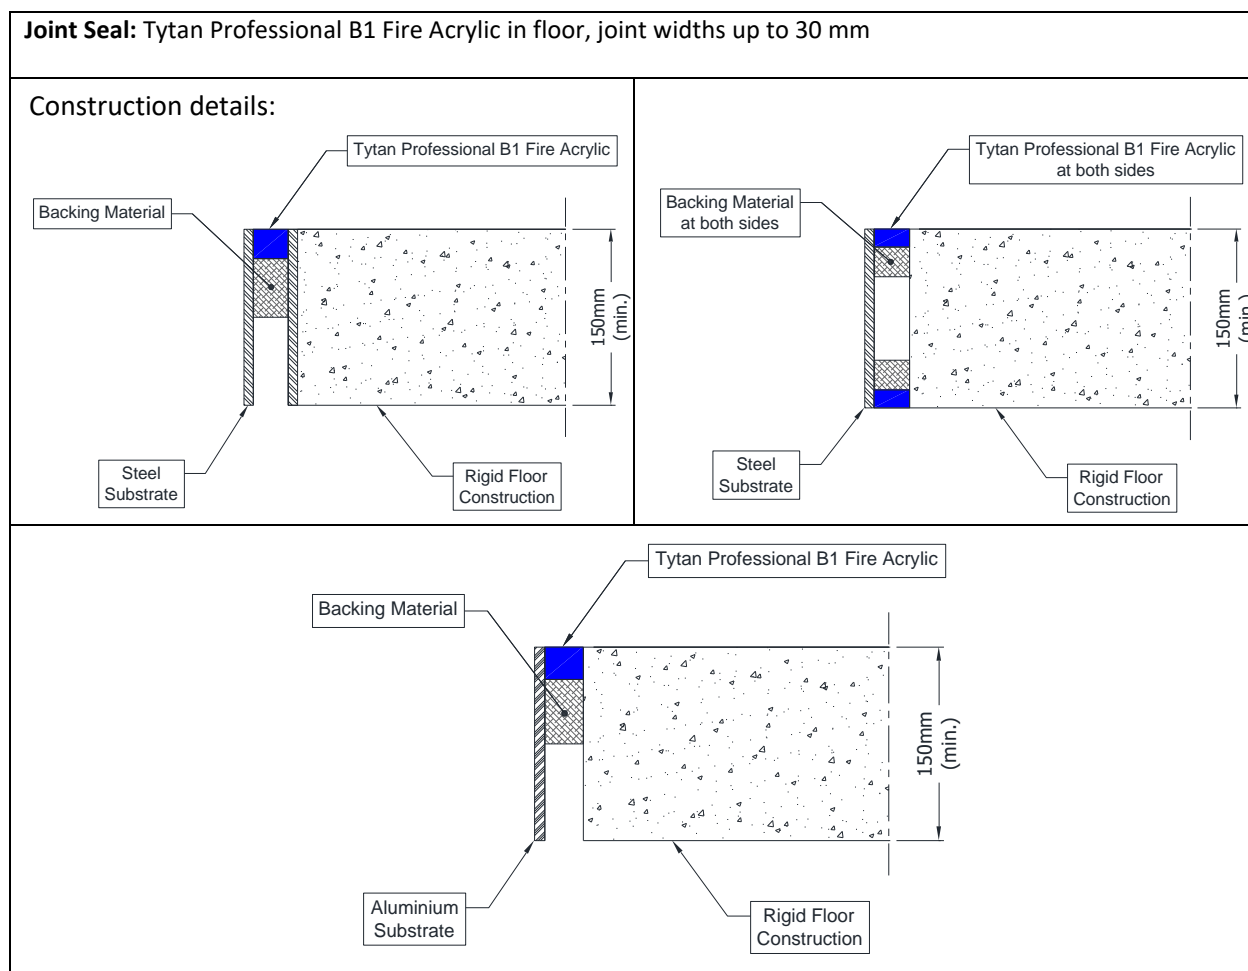 Joint Seal: Tytan Professional B1 Fire Acrylic in floor, joint widths up to 30 mm
Construction details:
Tytan Professional B1 Fire Acrylic
Backing Material
150mm
(min.)
Steel
Substrate
Rigid Floor
Construction
Tytan Professional B1 Fire Acrylic
at both sides
Backing Material
at both sides
150mm
(min.)
Steel
Substrate
Rigid Floor
Construction
Tytan Professional B1 Fire Acrylic
Backing Material
150mm
(min.)
Aluminium
Substrate
Rigid Floor
Construction